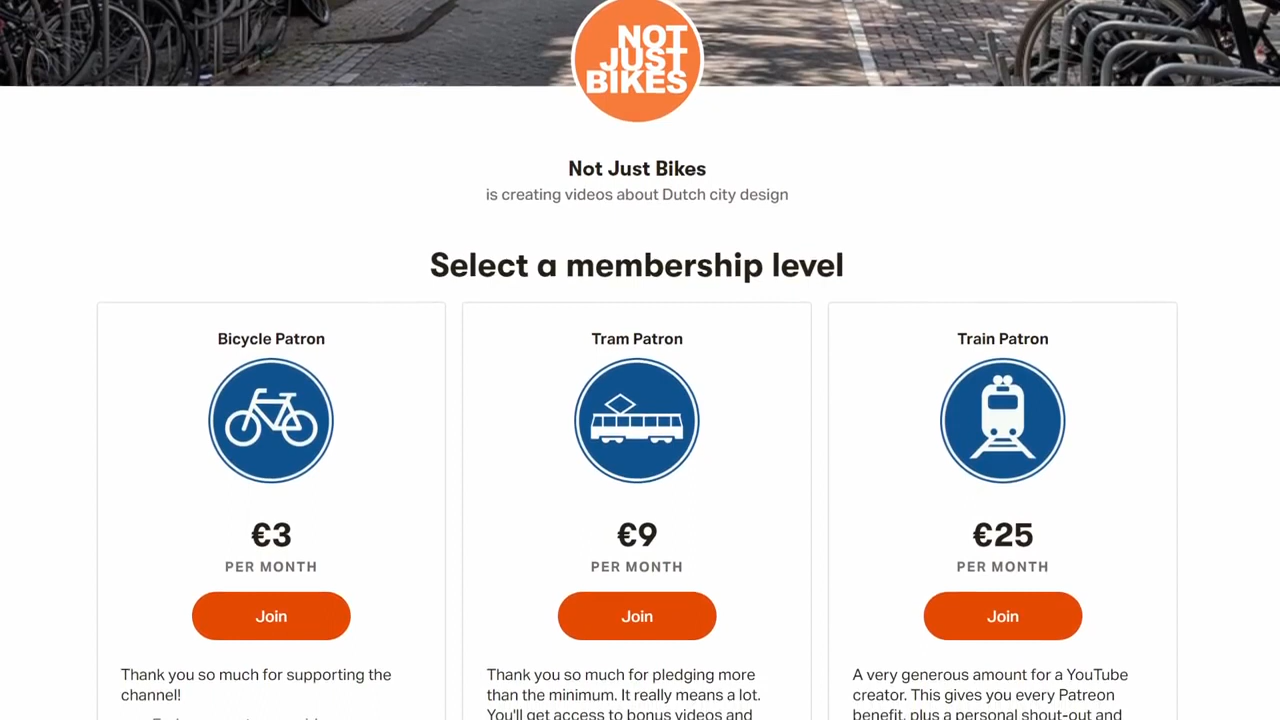 NOT
JUST
BIKES
Not Just Bikes
is creating videos about Dutch city design
Select a membership level
Bicycle Patron
€3
PER MONTH
Join
Thank you so much for supporting the
channel!
Tram Patron
€9
PER MONTH
Join
Thank you so much for pledging more
than the minimum. It really means a lot.
You'll get access to bonus videos and
Train Patron
€25
PER MONTH
Join
A very generous amount for a YouTube
creator. This gives you every Patreon
benefit, plus a personal shout-out and